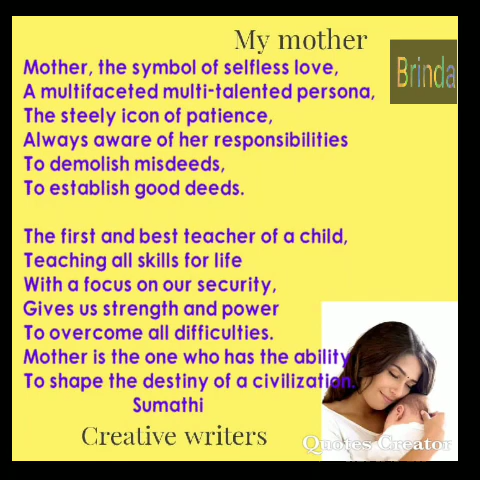 My mother
Brinda
Mother, the symbol of selfless love,
A multifaceted multi-talented persona,
The steely icon of patience,
Always aware of her responsibilities
To demolish misdeeds,
To establish good deeds.
The first and best teacher of a child,
Teaching all skills for life
With a focus on our security,
Gives us strength and power
To overcome all difficulties.
Mother is the one who has the ability
To shape the destiny of a civilization.
Sumathi
Creative writers
Quotes Creator